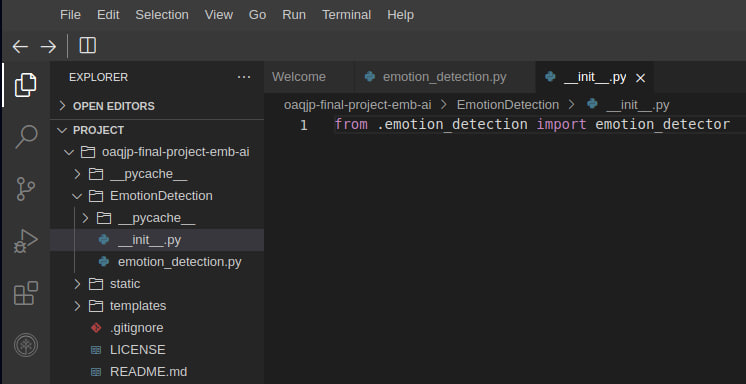 File Edit Selection View Go Run Terminal Help
EXPLORER
OPEN EDITORS
PROJECT
oaqjp-final-project-emb-ai
__pycache__
EmotionDetection
__pycache__
__init__.py
emotion_detection.py
static
templates
.gitignore
LICENSE
README.md
Welcome emotion_detection.py __init__.py
oaqjp-final-project-emb-ai EmotionDetection __init__.py
1 from .emotion_detection import emotion_detector